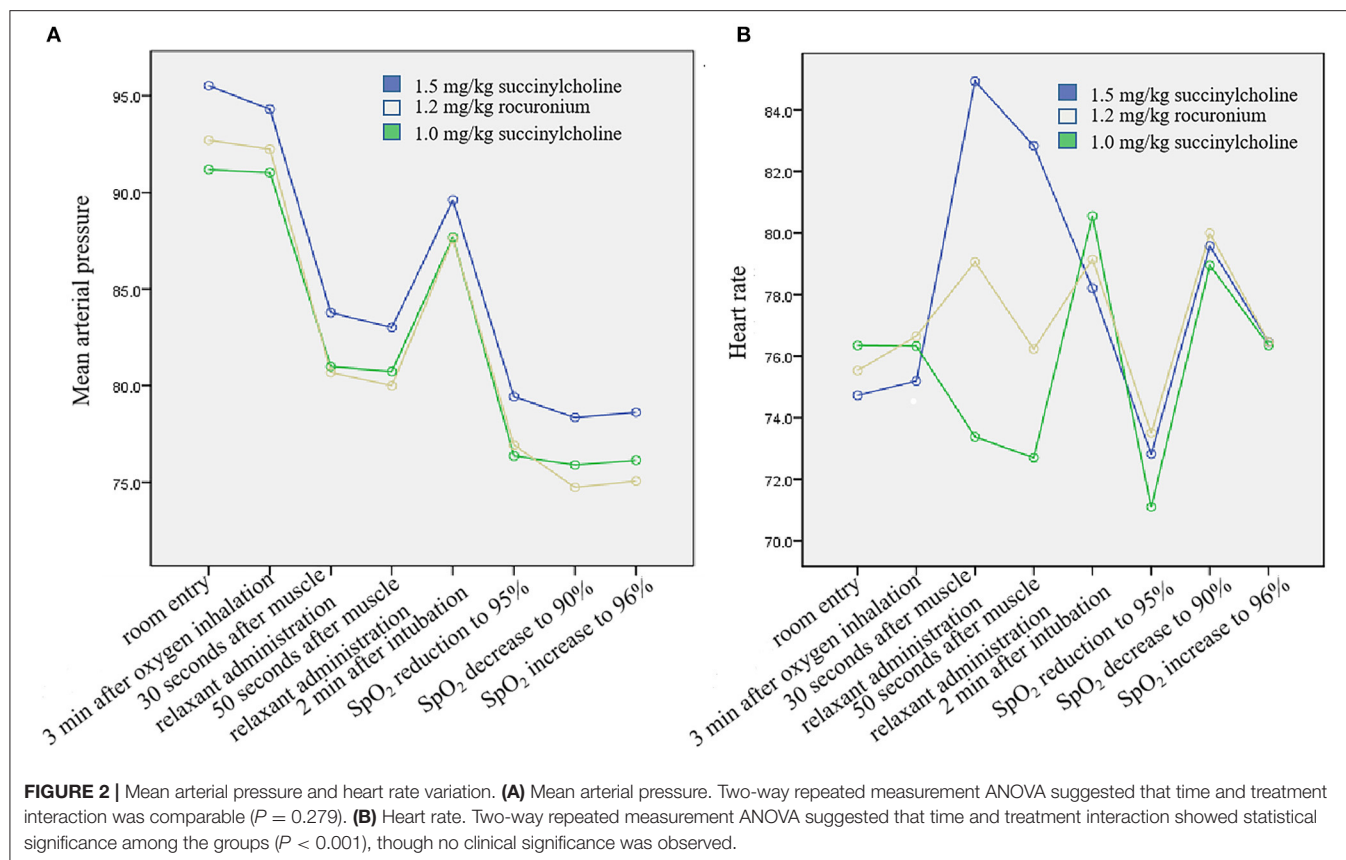 A
95.0
90.0
85.0
80.0
75.0
Mean arterial pressure
1.5 mg/kg succinylcholine
1.2 mg/kg rocuronium
1.0 mg/kg succinylcholine
room entry
3 min after oxygen inhalation
30 seconds after muscle
relaxant administration
50 seconds after muscle
relaxant administration
2 min after intubation
SpO₂ reduction to 95%
SpO₂ decrease to 90%
SpO₂ increase to 96%
B
84.0
82.0
80.0
78.0
76.0
74.0
72.0
70.0
Heart rate
1.5 mg/kg succinylcholine
1.2 mg/kg rocuronium
1.0 mg/kg succinylcholine
room entry
3 min after oxygen inhalation
30 seconds after muscle
relaxant administration
50 seconds after muscle
relaxant administration
2 min after intubation
SpO₂ reduction to 95%
SpO₂ decrease to 90%
SpO₂ increase to 96%
FIGURE 2 | Mean arterial pressure and heart rate variation. (A) Mean arterial pressure. Two-way repeated measurement ANOVA suggested that time and treatment
interaction was comparable (P = 0.279). (B) Heart rate. Two-way repeated measurement ANOVA suggested that time and treatment interaction showed statistical
significance among the groups (P < 0.001), though no clinical significance was observed.